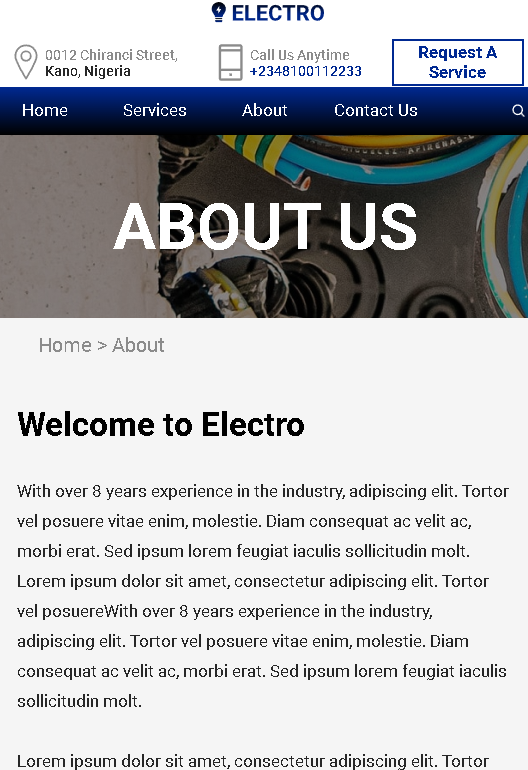 ELECTRO
0012 Chiranci Street,
Kano, Nigeria
Call Us Anytime
+2348100112233
Request A
Service
Home Services About Contact Us
ABOUT US
Home > About
Welcome to Electro
With over 8 years experience in the industry, adipiscing elit. Tortor
vel posuere vitae enim, molestie. Diam consequat ac velit ac,
morbi erat. Sed ipsum lorem feugiat iaculis sollicitudin molt.
Lorem ipsum dolor sit amet, consectetur adipiscing elit. Tortor
vel posuereWith over 8 years experience in the industry,
adipiscing elit. Tortor vel posuere vitae enim, molestie. Diam
consequat ac velit ac, morbi erat. Sed ipsum lorem feugiat iaculis
sollicitudin molt.
Lorem ipsum dolor sit amet, consectetur adipiscing elit. Tortor